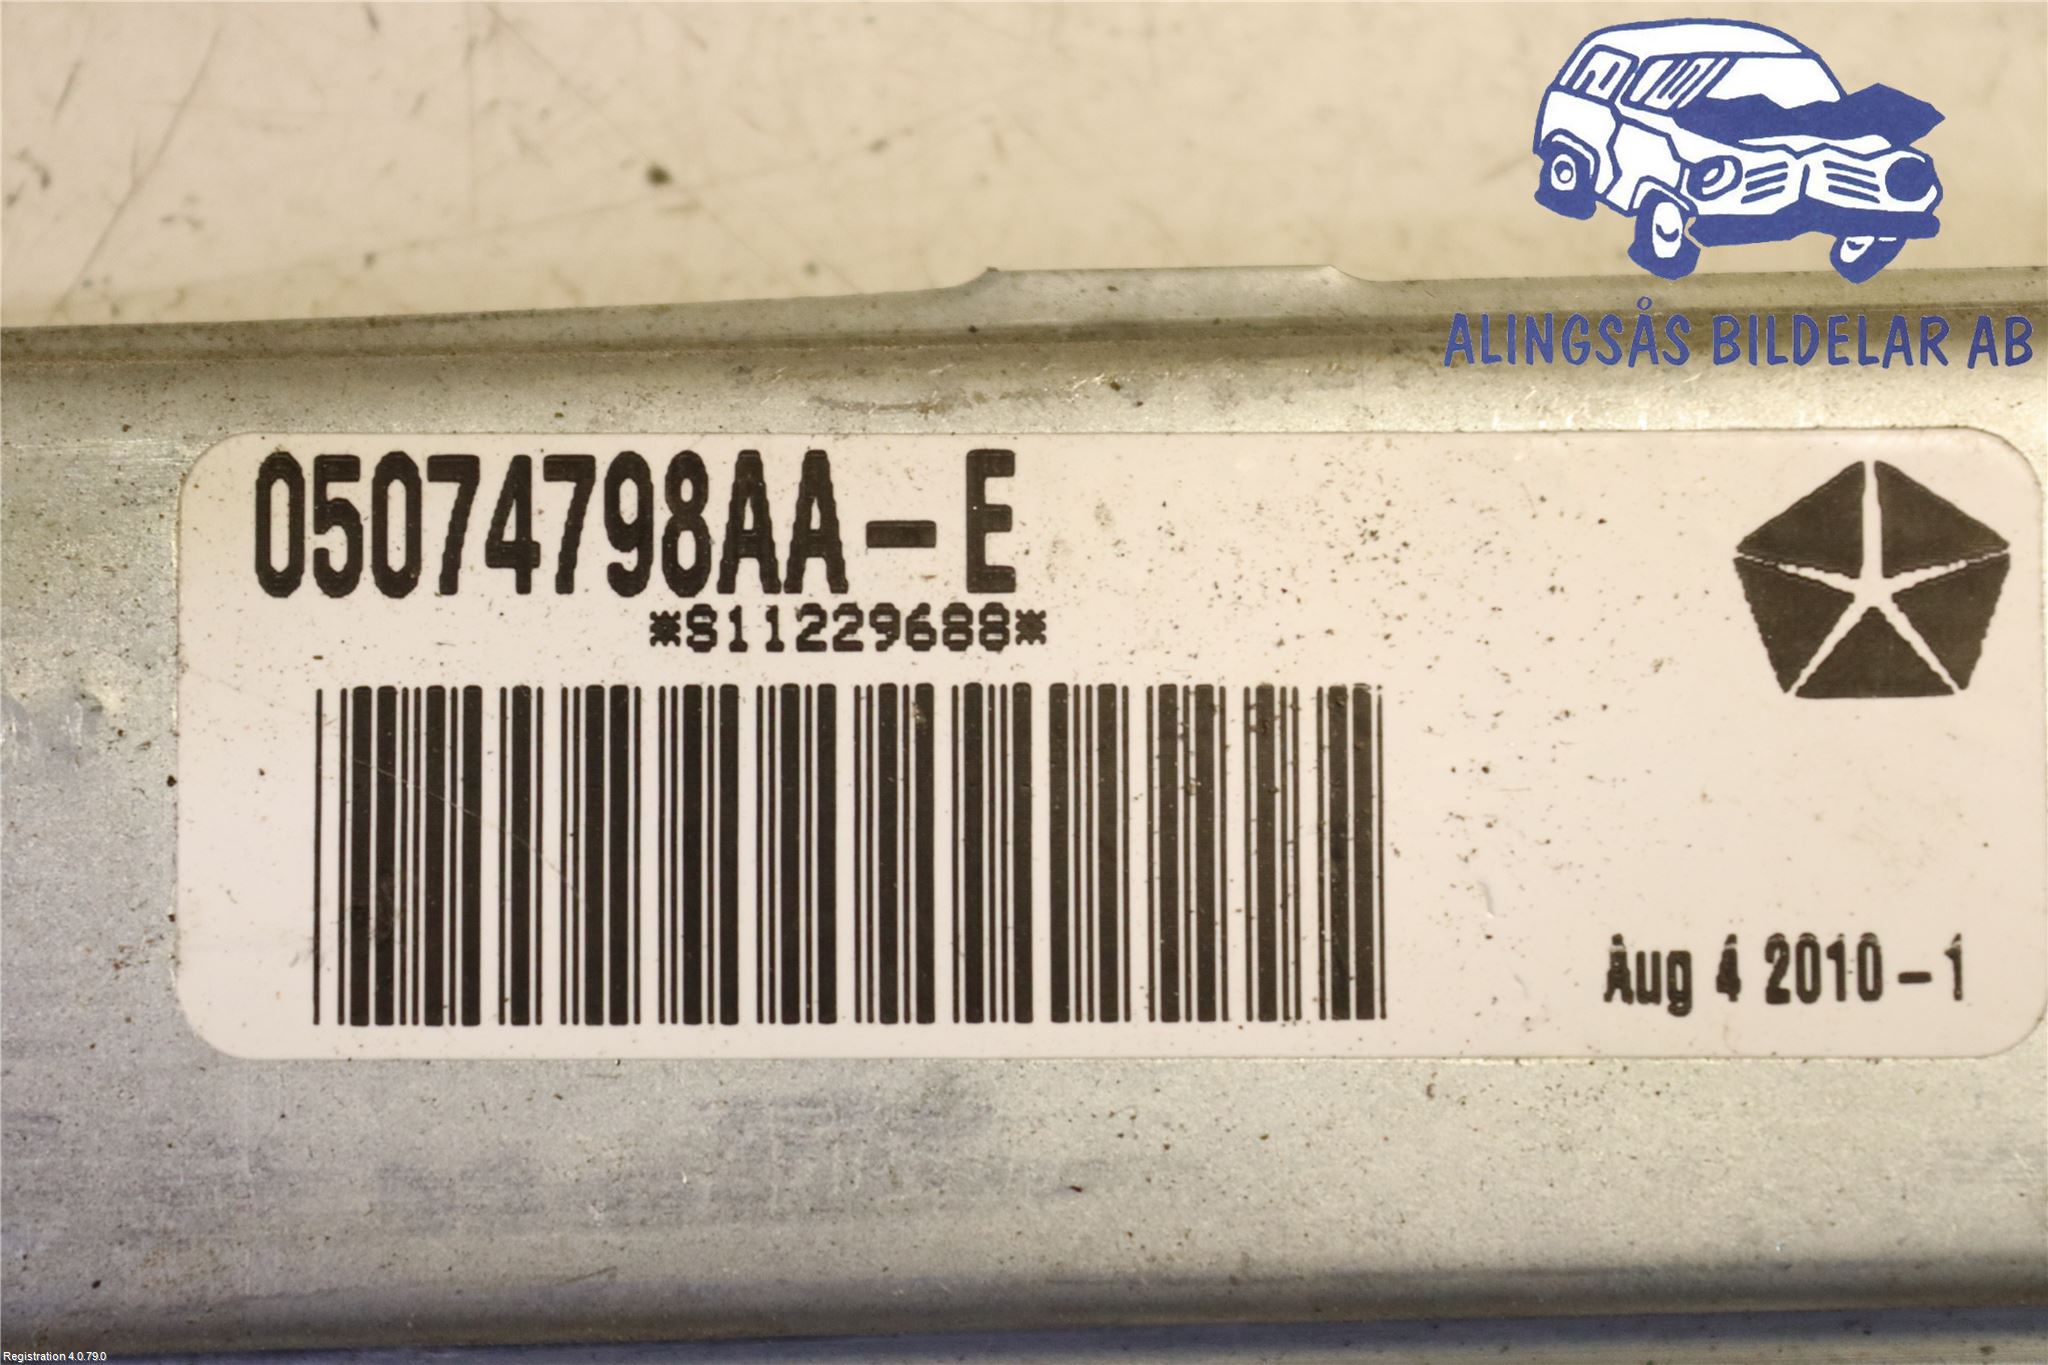 ALINGSÅS BILDELAR AB
05074798AA-E
*S11229688*
Aug 4 2010-1
Registration 4.0.79.0